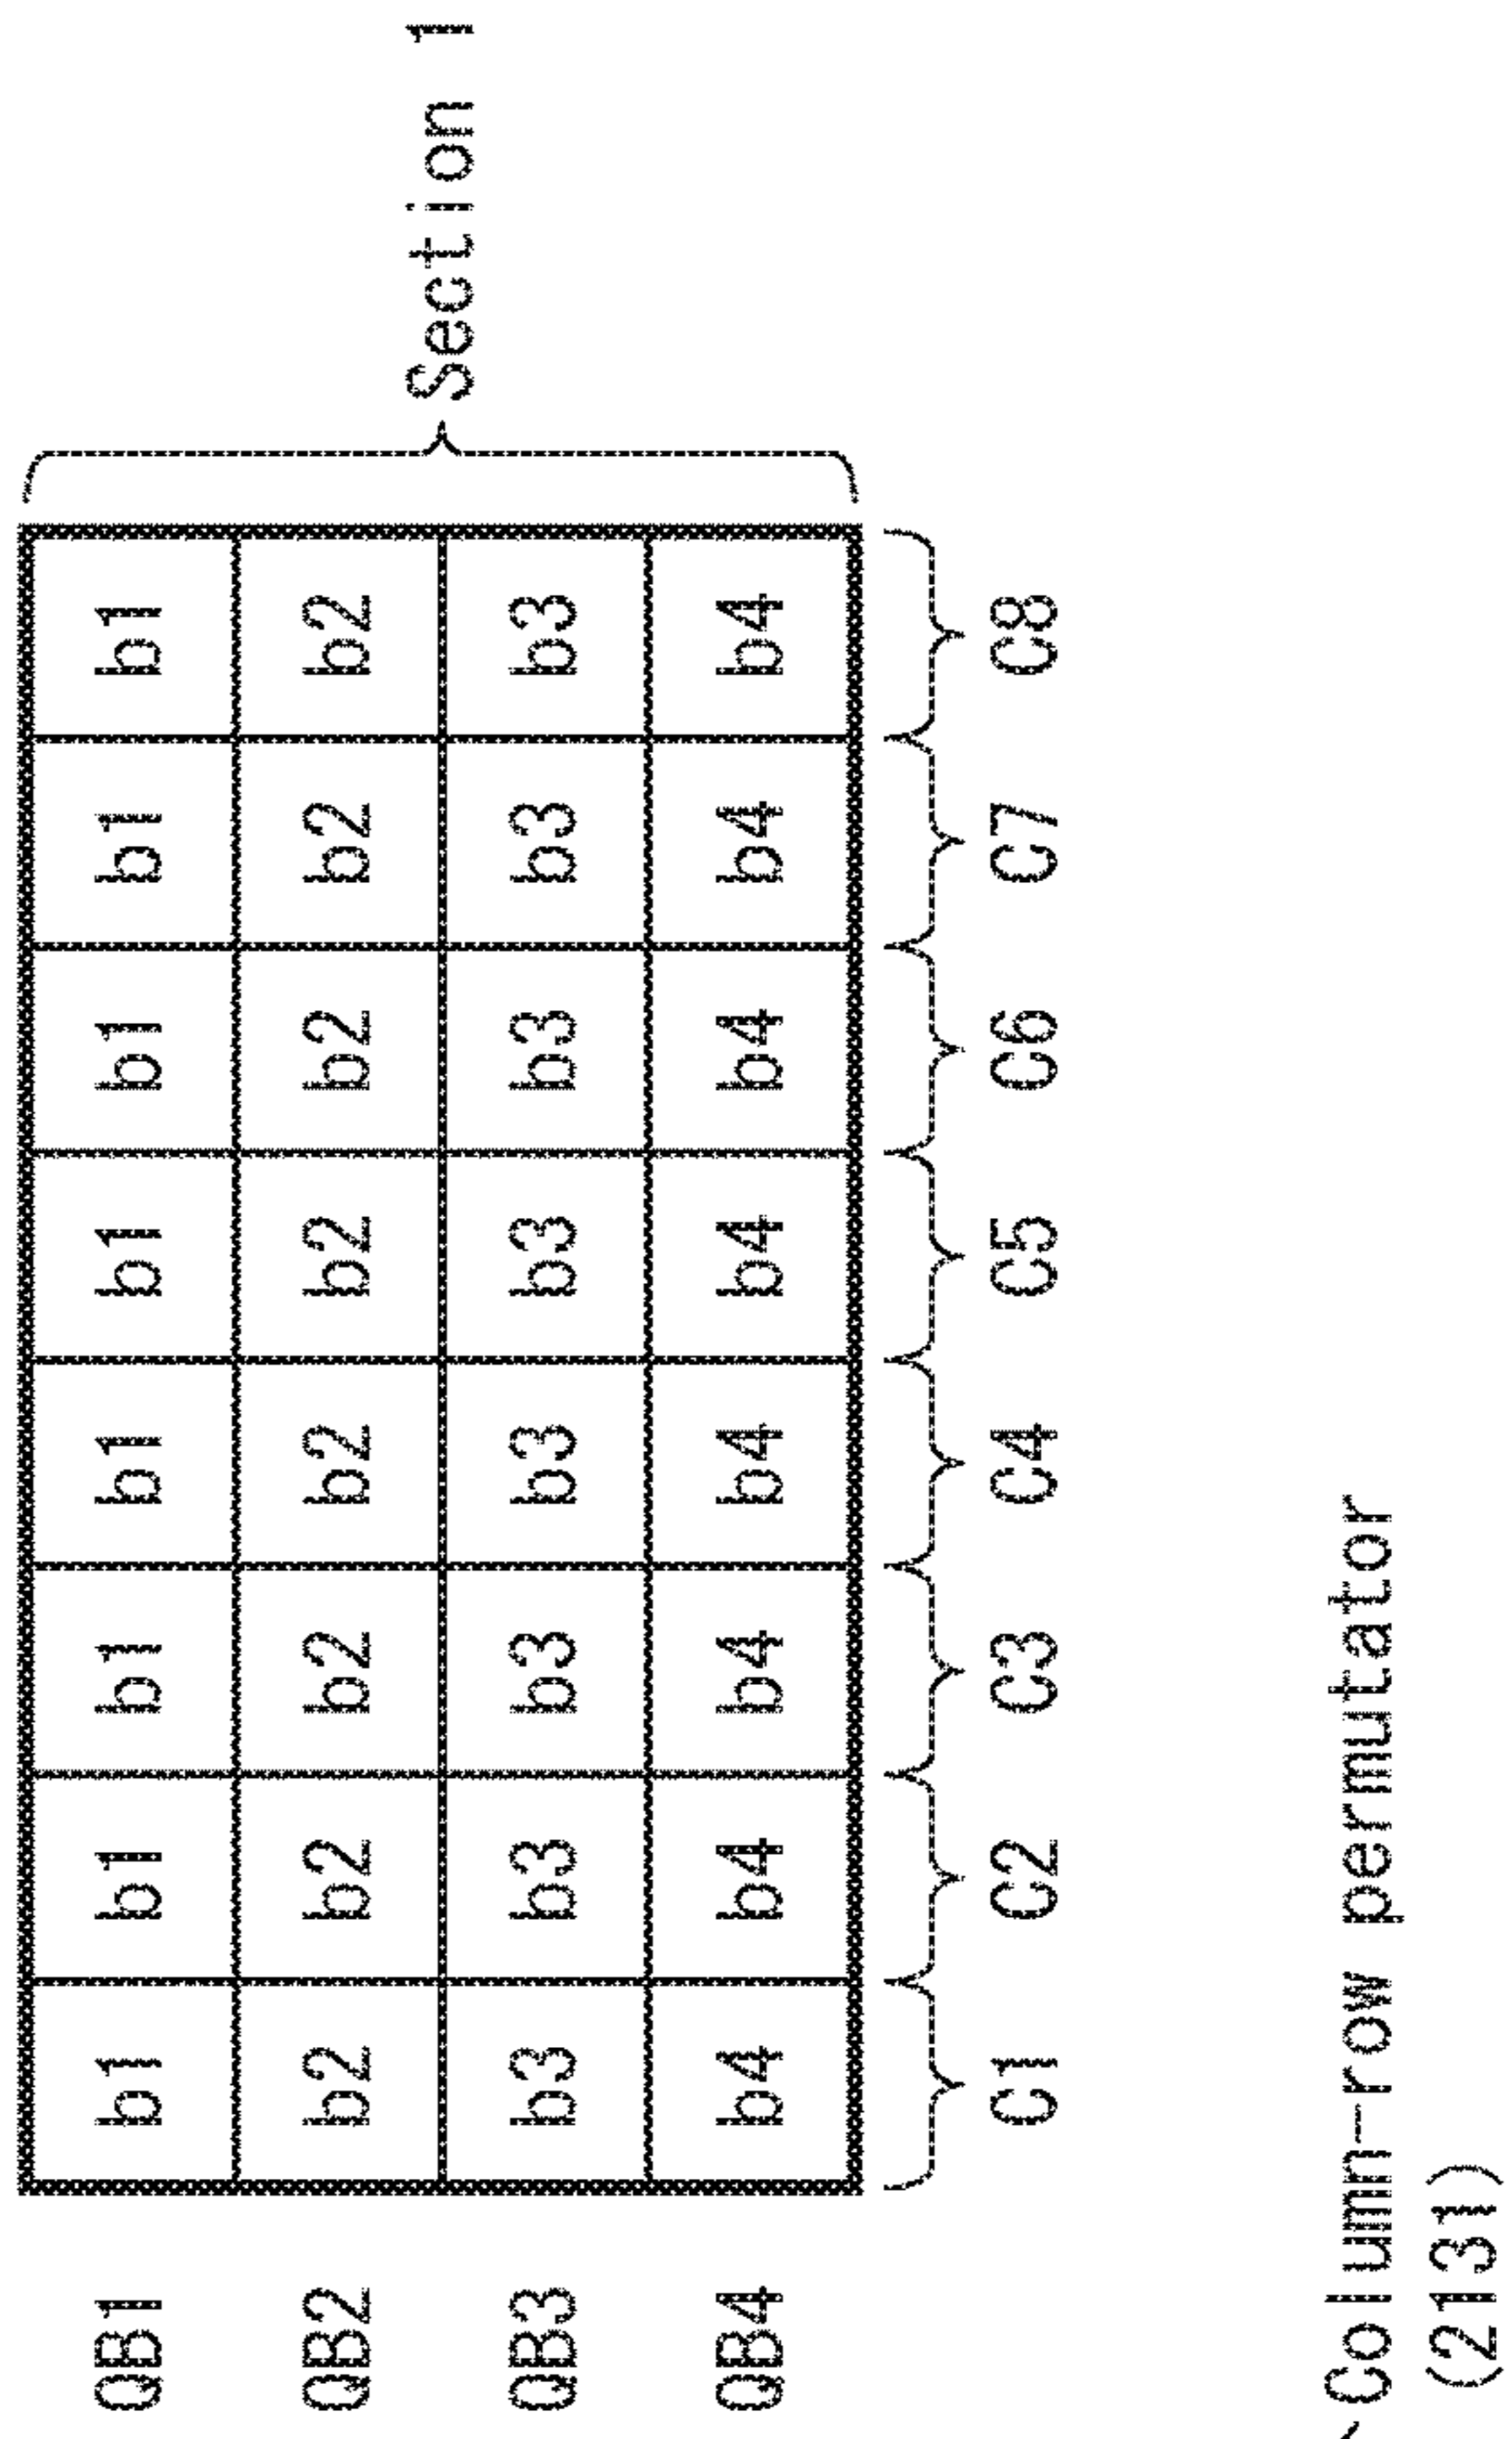 QB1 b1 b1 b1 b1 b1 b1 b1 b1
QB2 b2 b2 b2 b2 b2 b2 b2 b2
Section 1
QB3 b3 b3 b3 b3 b3 b3 b3 b3
QB4 b4 b4 b4 b4 b4 b4 b4 b4
C1 C2 C3 C4 C5 C6 C7 C8
Column-row permutator
(2131)